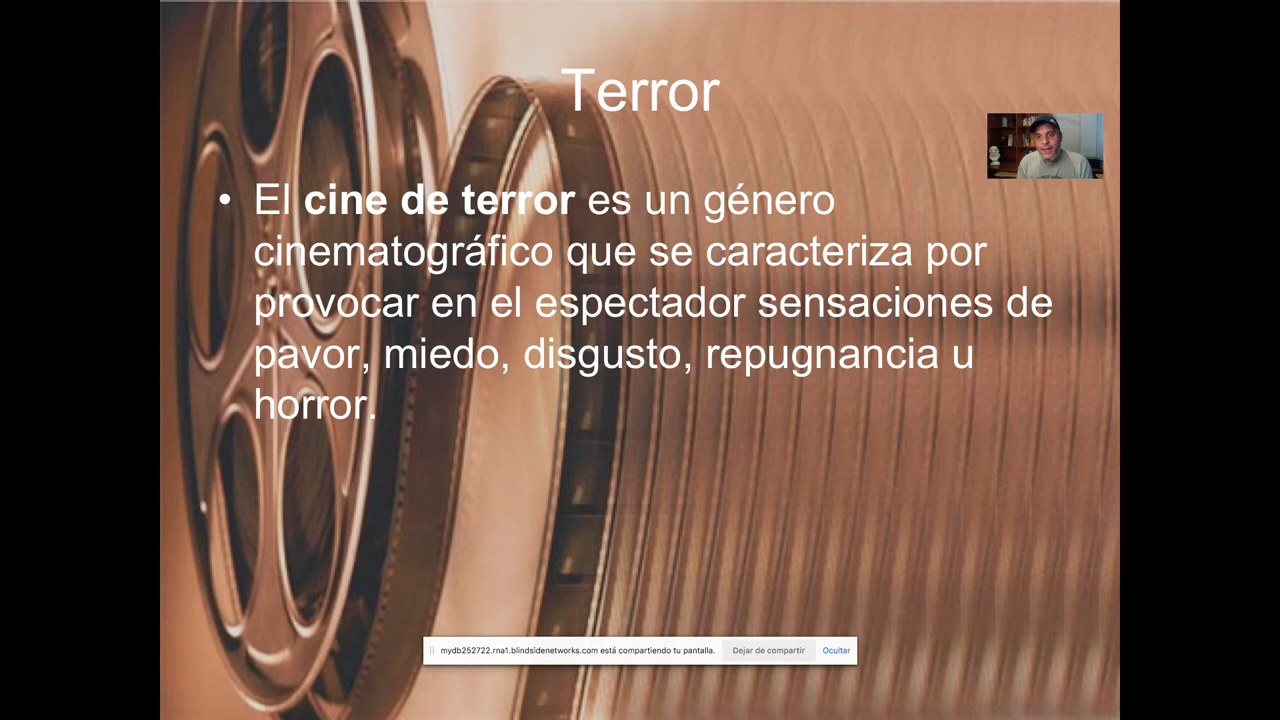 Terror
• El cine de terror es un género
cinematográfico que se caracteriza por
provocar en el espectador sensaciones de
pavor, miedo, disgusto, repugnancia u
horror.
mydb252722.rna1.blindsidenetworks.com está compartiendo tu pantalla. Dejar de compartir Ocultar